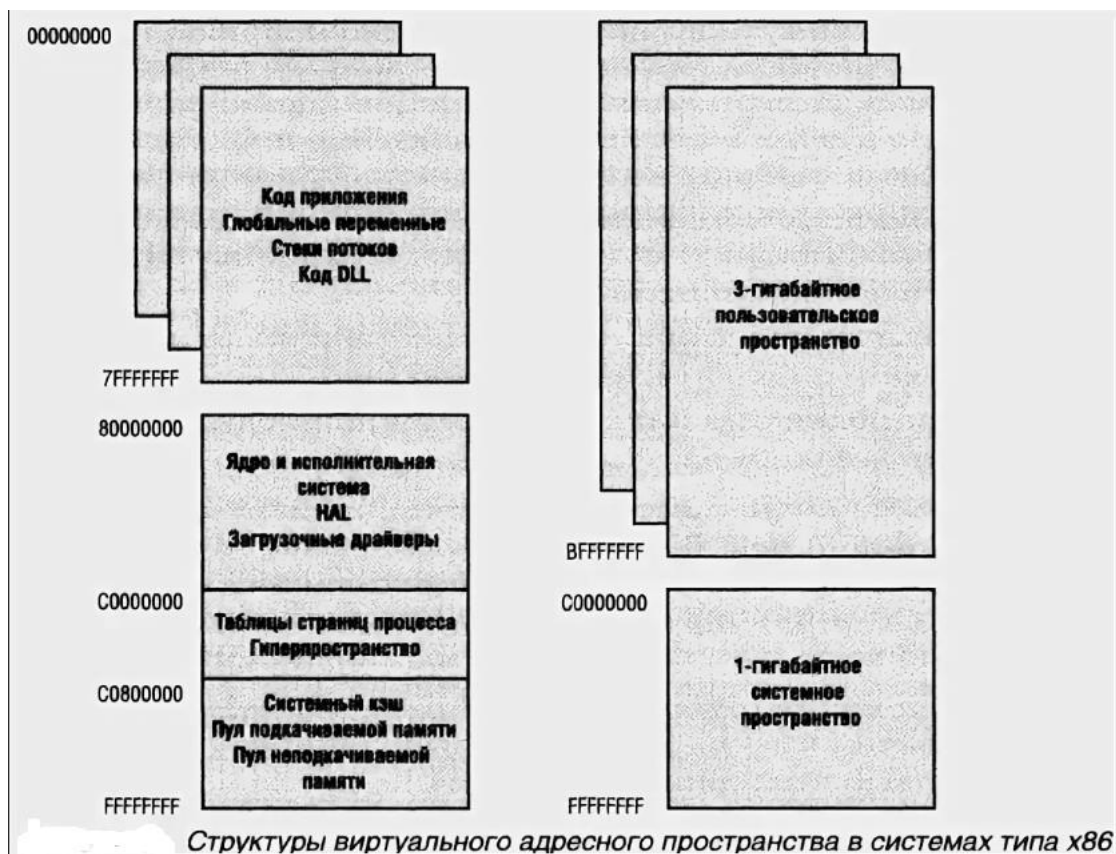 00000000
Код приложения
Глобальные переменные
Стеки потоков
Код DLL
7FFFFFFF
80000000
Ядро и исполнительная
система
HAL
Загрузочные драйверы
C0000000
Таблицы страниц процесса
Гиперпространство
C0800000
Системный кэш
Пул подкачиваемой памяти
Пул неподкачиваемой
памяти
FFFFFFFF
3-гигабайтное
пользовательское
пространство
BFFFFFFF
C0000000
1-гигабайтное
системное
пространство
FFFFFFFF
Структуры виртуального адресного пространства в системах типа x86